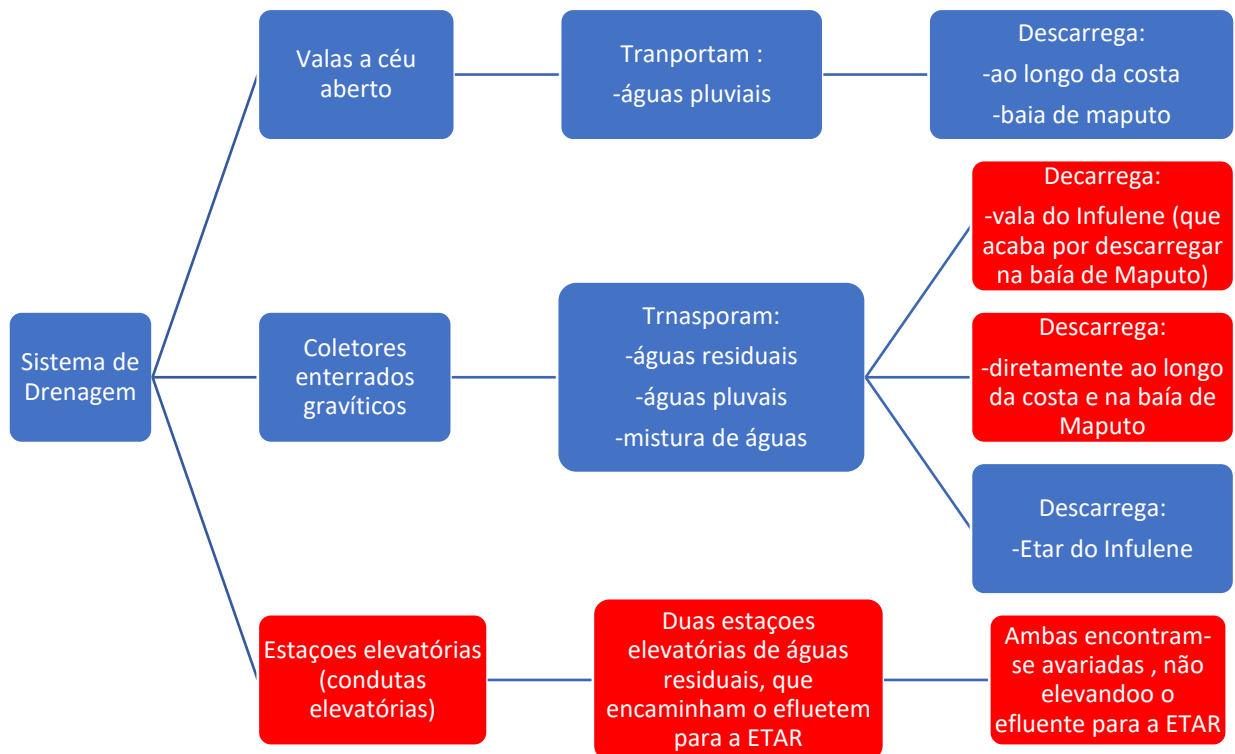 Sistema de
Drenagem
Valas a céu
aberto
Tranportam :
-águas pluviais
Descarrega:
-ao longo da costa
-baia de maputo
Coletores
enterrados
gravíticos
Trnasporam:
-águas residuais
-águas pluvais
-mistura de águas
Decarrega:
-vala do Infulene (que
acaba por descarregar
na baía de Maputo)
Descarrega:
-diretamente ao longo
da costa e na baía de
Maputo
Descarrega:
-Etar do Infulene
Estaçoes elevatórias
(condutas
elevatórias)
Duas estaçoes
elevatórias de águas
residuais, que
encaminham o efluetem
para a ETAR
Ambas encontram-
se avariadas , não
elevandoo o
efluente para a ETAR